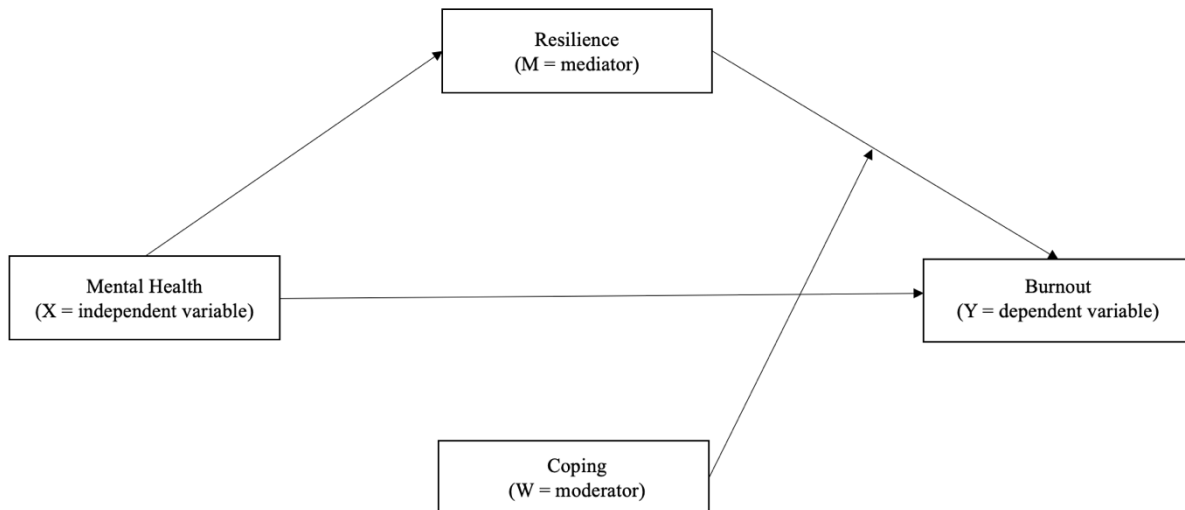 Resilience
(M = mediator)
Mental Health
(X = independent variable)
Burnout
(Y = dependent variable)
Coping
(W = moderator)